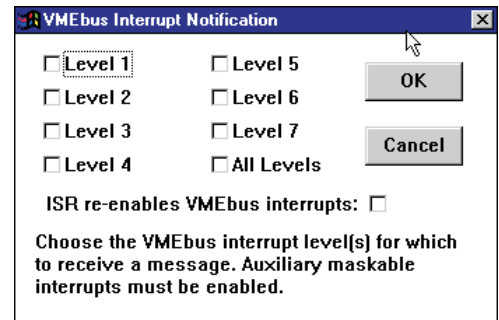 VMEbus Interrupt Notification
Level 1
Level 5
OK
Level 2
Level 6
Level 3
Level 7
Cancel
Level 4
All Levels
ISR re-enables VMEbus interrupts:
Choose the VMEbus interrupt level(s) for which
to receive a message. Auxiliary maskable
interrupts must be enabled.